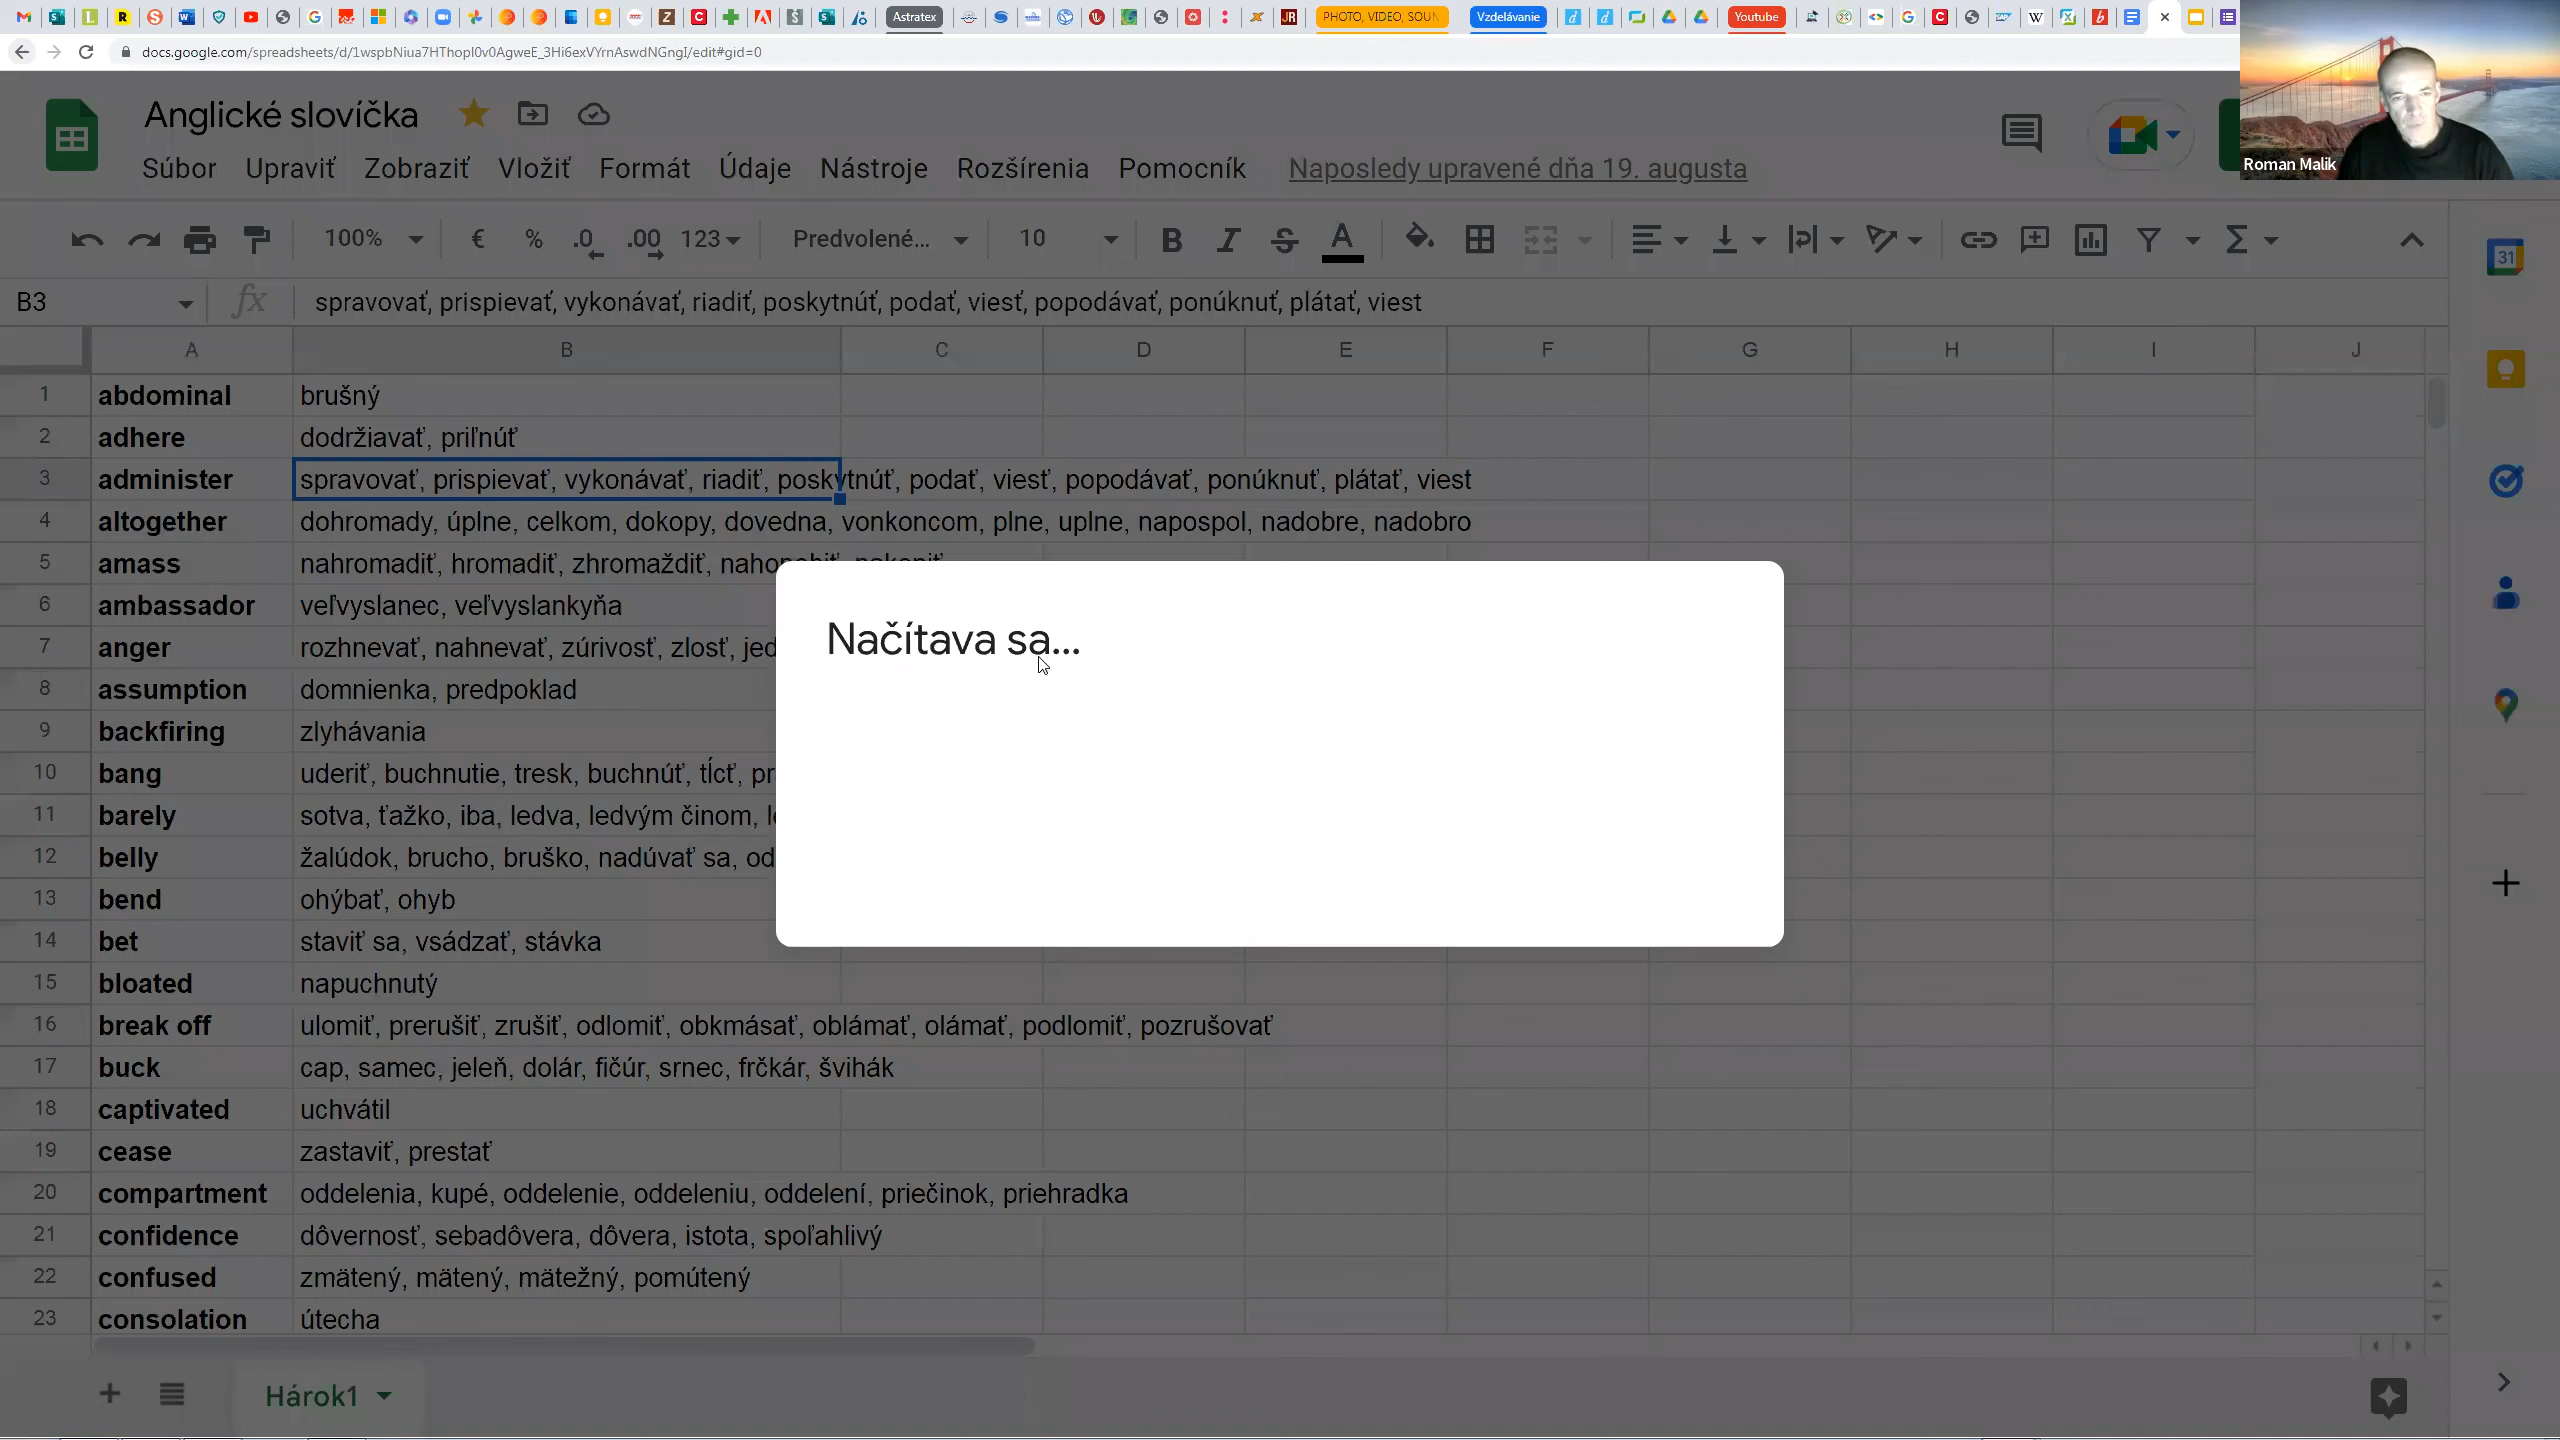 Astratex
PHOTO, VIDEO, SOUN
Vzdelávanie
Youtube
docs.google.com/spreadsheets/d/1wspbNiua7HThopI0v0AgweE_3Hi6exVYrnAswdNGngI/edit#gid=0
Roman Malik
Anglické slovíčka
Súbor Upraviť Zobraziť Vložiť Formát Údaje Nástroje Rozšírenia Pomocník Naposledy upravené dňa 19. augusta
100% € % .0 .00 123 Predvolené... 10 B I S A
B3 fx spravovať, prispievať, vykonávať, riadiť, poskytnúť, podať, viesť, popodávať, ponúknuť, plátať, viest
A B C D E F G H I J
1 abdominal brušný
2 adhere dodržiavať, priľnúť
3 administer spravovať, prispievať, vykonávať, riadiť, poskytnúť, podať, viesť, popodávať, ponúknuť, plátať, viest
4 altogether dohromady, úplne, celkom, dokopy, dovedna, vonkoncom, plne, uplne, napospol, nadobre, nadobro
5 amass nahromadiť, hromadiť, zhromaždiť,
6 ambassador veľvyslanec, veľvyslankyňa
7 anger rozhnevať, nahnevať, zúrivosť, zlosť, jed
8 assumption domnienka, predpoklad
9 backfiring zlyhávania
10 bang uderiť, buchnutie, tresk, buchnúť, tĺcť, pr
11 barely sotva, ťažko, iba, ledva, ledvým činom,
12 belly žalúdok, brucho, bruško, nadúvať sa, od
13 bend ohýbať, ohyb
14 bet staviť sa, vsádzať, stávka
15 bloated napuchnutý
16 break off ulomiť, prerušiť, zrušiť, odlomiť, obkmásať, oblámať, olámať, podlomiť, pozrušovať
17 buck cap, samec, jeleň, dolár, fičúr, srnec, frčkár, švihák
18 captivated uchvátil
19 cease zastaviť, prestať
20 compartment oddelenia, kupé, oddelenie, oddeleniu, oddelení, priečinok, priehradka
21 confidence dôvernosť, sebadôvera, dôvera, istota, spoľahlivý
22 confused zmätený, mätený, mätežný, pomútený
23 consolation útecha
Načítava sa...
Hárok1